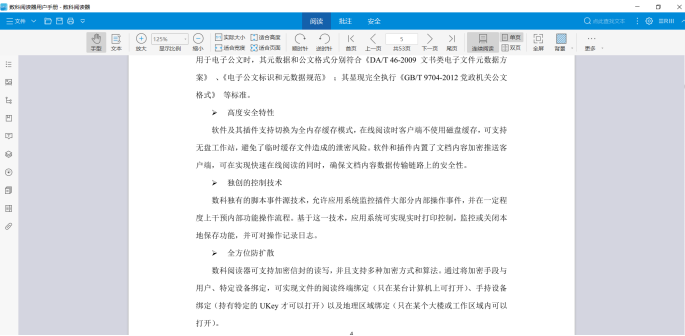 数科阅读器用户手册 - 数科阅读器
文件
阅读 批注 安全
点此查找文本
手型 文本 放大 125% 显示比例 缩小 实际大小 适合宽度 适合高度 适合页面 顺时针 逆时针 首页 上一页 5 共53页 下一页 尾页 连续阅读 单页 双页 全屏 背景 更多
用于电子公文时，其元数据和公文格式分别符合《DA/T 46-2009 文书类电子文件元数据方
案》、《电子公文标识和元数据规范》；其呈现完全执行《GB/T 9704-2012 党政机关公文
格式》等标准。
➢ 高度安全特性
软件及其插件支持切换为全内存缓存模式，在线阅读时客户端不使用磁盘缓存，可支持
无盘工作站，避免了临时缓存文件造成的泄密风险。软件和插件内置了文档内容加密推送客
户端，可在实现快速在线阅读的同时，确保文档内容数据传输链路上的安全性。
➢ 独创的控制技术
数科独有的脚本事件源技术，允许应用系统监控插件大部分内部操作事件，并在一定程
度上干预内部功能操作流程。基于这一技术，应用系统可实现实时打印控制，监控或关闭本
地保存功能，并可对操作记录日志。
➢ 全方位防扩散
数科阅读器可支持加密信封的读写，并且支持多种加密方式和算法。通过将加密手段与
用户、特定设备绑定，可实现文件的阅读终端绑定（只在某台计算机上可打开）、手持设备
绑定（持有特定的 UKey 才可以打开）以及地理区域绑定（只在某个大楼或工作区域内可以
打开）。
4